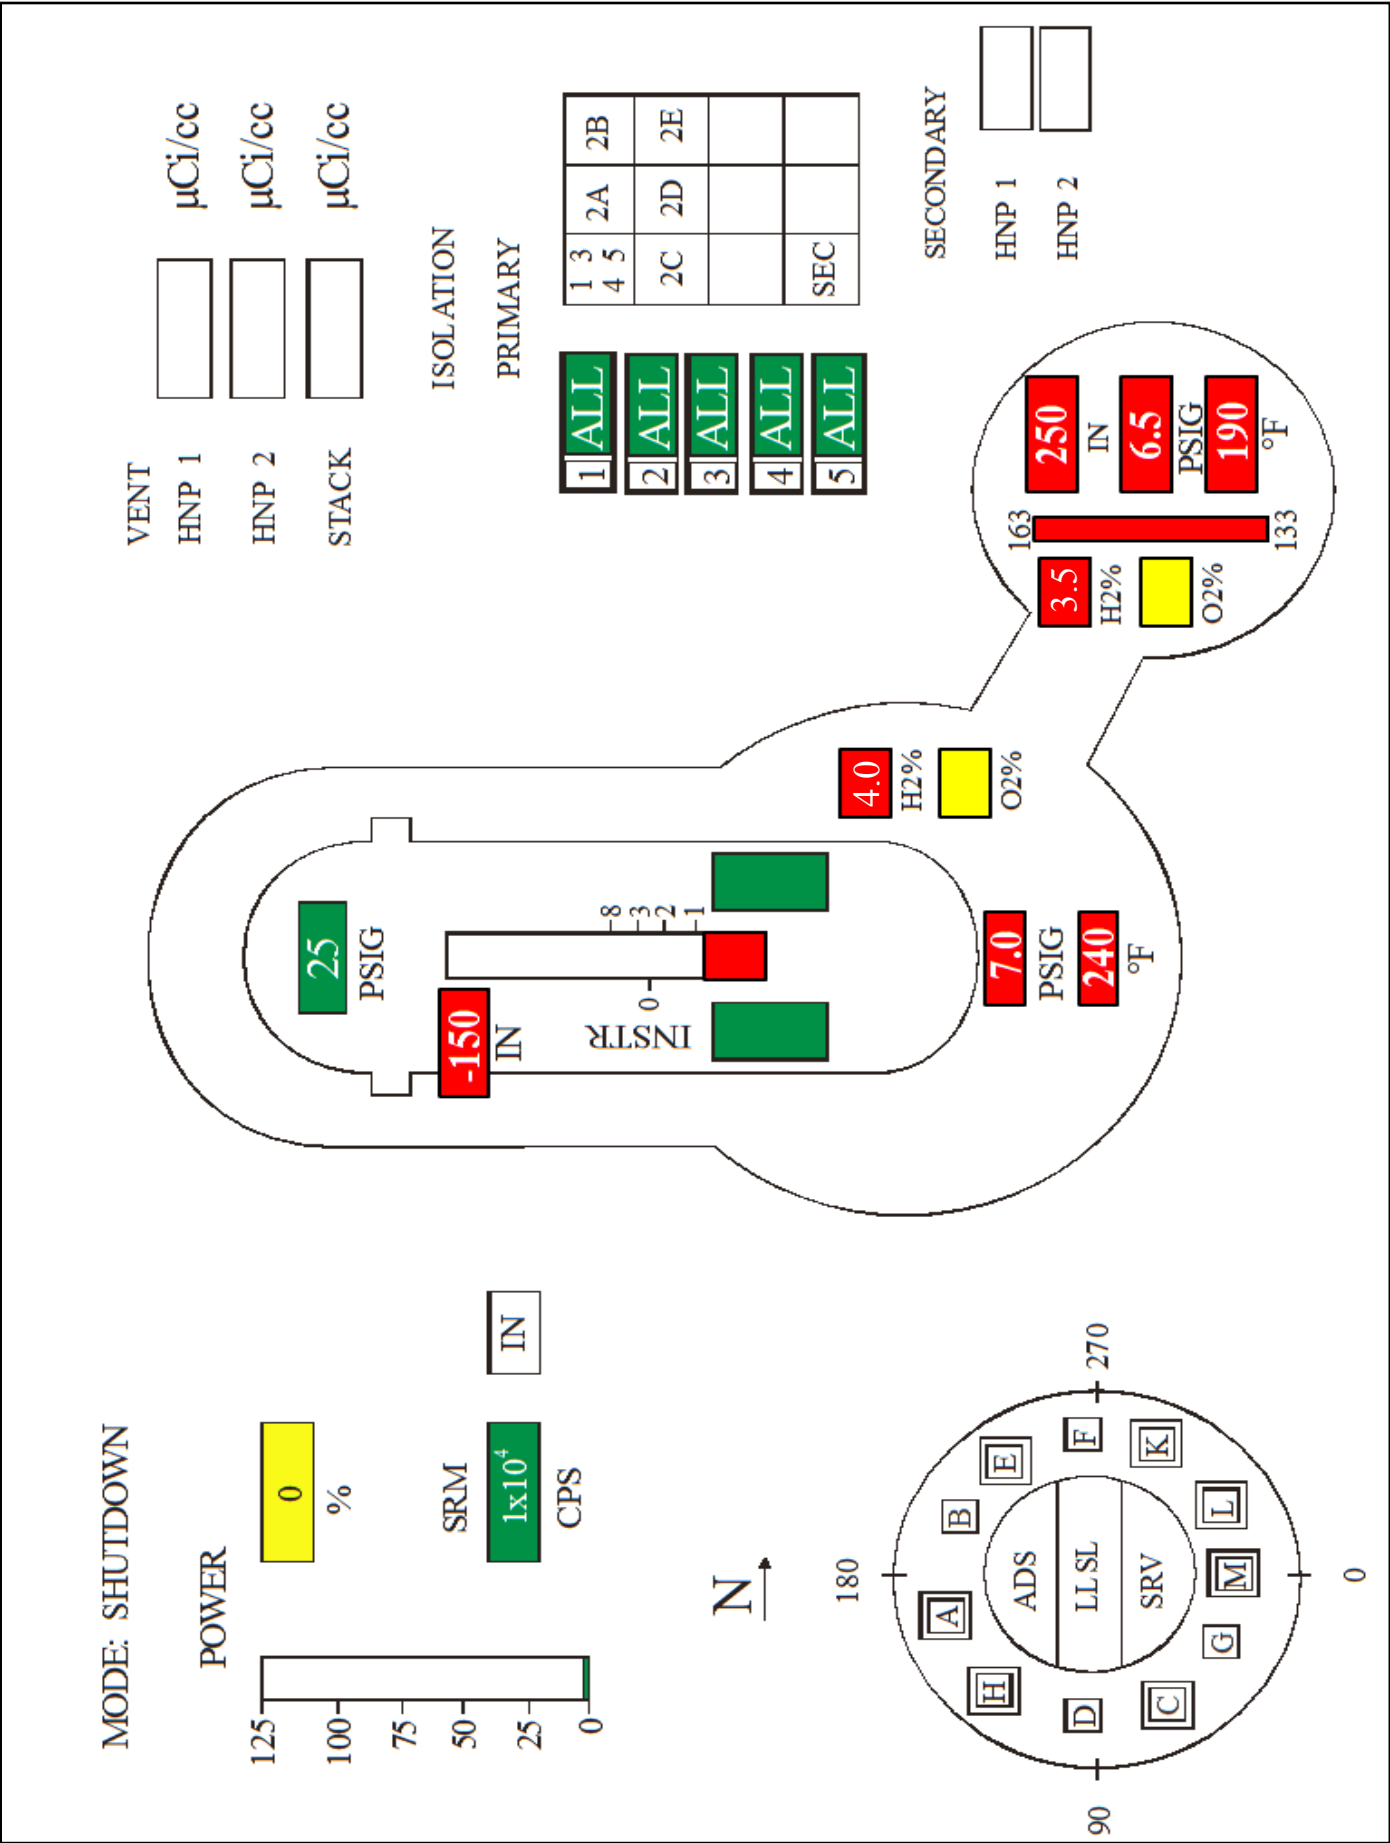 MODE: SHUTDOWN
POWER
125
100
75
50
25
0
0
%
SRM
1x10⁴
CPS
IN
N
180
270
0
90
ADS
LL SL
SRV
A
B
E
F
K
L
M
G
C
D
H
25
PSIG
-150
IN
INSTR
0
8
3
2
1
7.0
PSIG
240
°F
4.0
H2%
O2%
3.5
H2%
O2%
163
133
250
IN
6.5
PSIG
190
°F
VENT
HNP 1 µCi/cc
HNP 2 µCi/cc
STACK µCi/cc
ISOLATION
PRIMARY
1 ALL
2 ALL
3 ALL
4 ALL
5 ALL
1 3
4 5
2A 2B
2C 2D 2E
SEC
SECONDARY
HNP 1
HNP 2